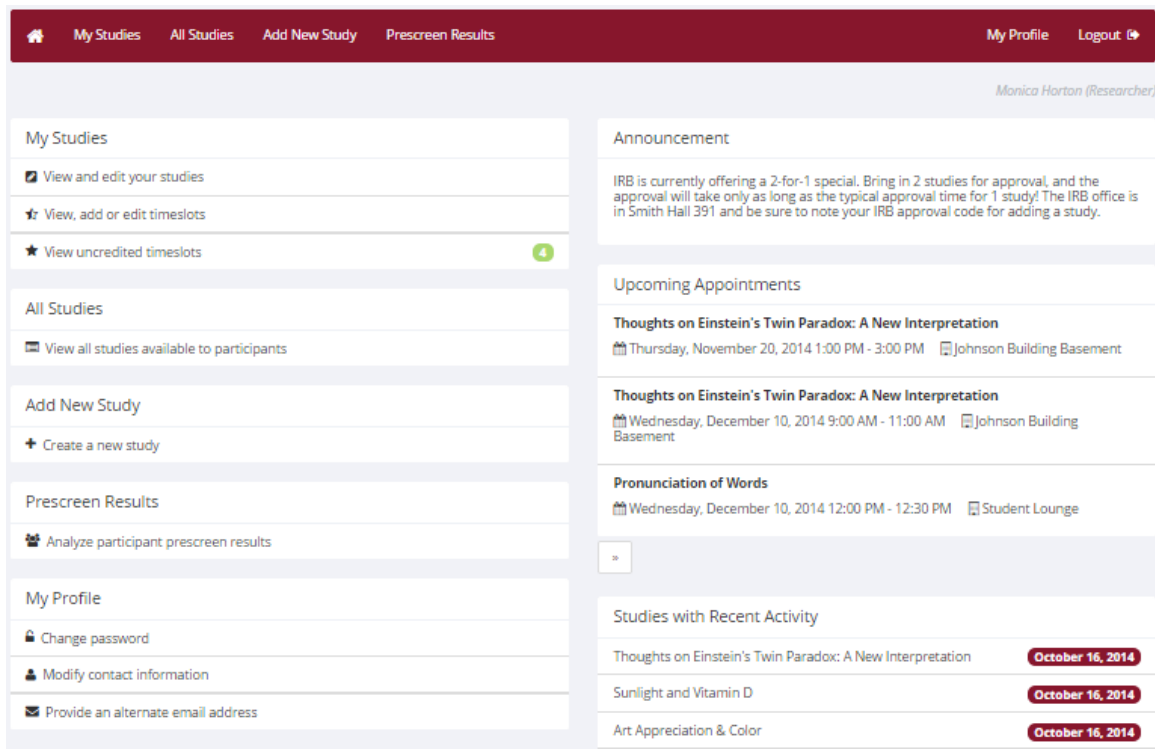 My Studies All Studies Add New Study Prescreen Results My Profile Logout
Monica Horton (Researcher)
My Studies
View and edit your studies
View, add or edit timeslots
View uncredited timeslots 4
All Studies
View all studies available to participants
Add New Study
Create a new study
Prescreen Results
Analyze participant prescreen results
My Profile
Change password
Modify contact information
Provide an alternate email address
Announcement
IRB is currently offering a 2-for-1 special. Bring in 2 studies for approval, and the
approval will take only as long as the typical approval time for 1 study! The IRB office is
in Smith Hall 391 and be sure to note your IRB approval code for adding a study.
Upcoming Appointments
Thoughts on Einstein's Twin Paradox: A New Interpretation
Thursday, November 20, 2014 1:00 PM - 3:00 PM Johnson Building Basement
Thoughts on Einstein's Twin Paradox: A New Interpretation
Wednesday, December 10, 2014 9:00 AM - 11:00 AM Johnson Building
Basement
Pronunciation of Words
Wednesday, December 10, 2014 12:00 PM - 12:30 PM Student Lounge
»
Studies with Recent Activity
Thoughts on Einstein's Twin Paradox: A New Interpretation October 16, 2014
Sunlight and Vitamin D October 16, 2014
Art Appreciation & Color October 16, 2014